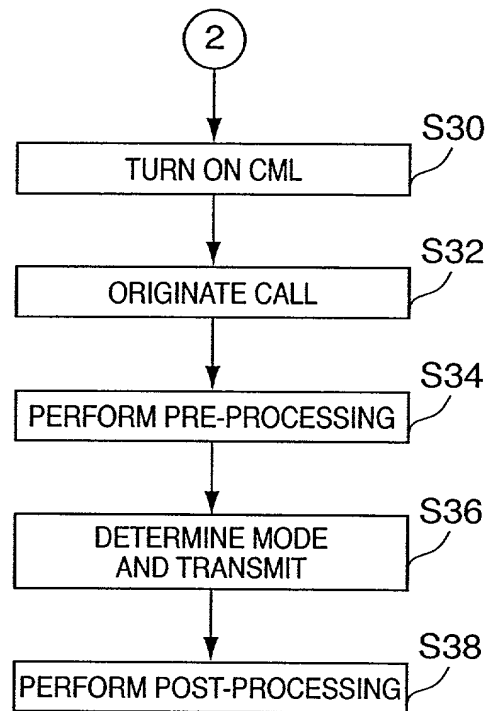 2
S30
TURN ON CML
S32
ORIGINATE CALL
S34
PERFORM PRE-PROCESSING
S36
DETERMINE MODE
AND TRANSMIT
S38
PERFORM POST-PROCESSING